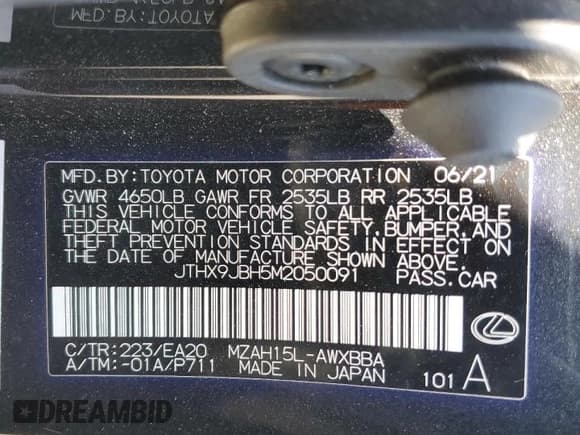 MFD.BY:TOYOTA MOTOR CORPORATION 06/21
GVWR 4650LB GAWR FR 2535LB RR 2535LB
THIS VEHICLE CONFORMS TO ALL APPLICABLE
FEDERAL MOTOR VEHICLE SAFETY,BUMPER,AND
THEFT PREVENTION STANDARDS IN EFFECT ON
THE DATE OF MANUFACTURE SHOWN ABOVE.
JTHX9JBH5M2050091 PASS.CAR
C/TR:223/EA20 MZAH15L-AWXBBA
A/TM:-01A/P711 MADE IN JAPAN 101 A
DREAMBID